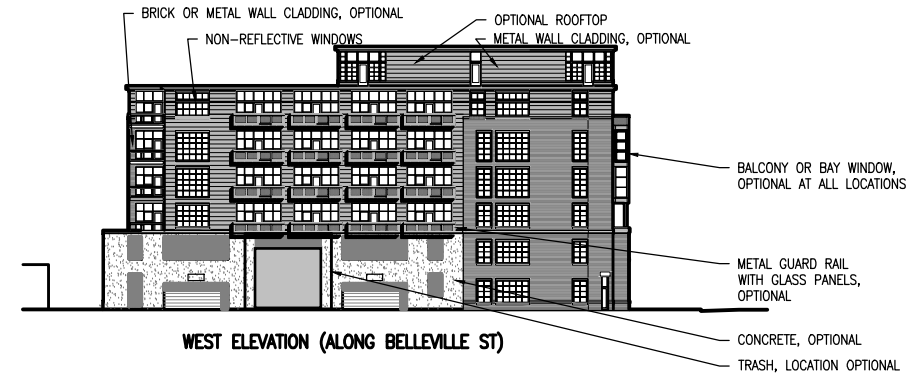 BRICK OR METAL WALL CLADDING, OPTIONAL
NON-REFLECTIVE WINDOWS
OPTIONAL ROOFTOP
METAL WALL CLADDING, OPTIONAL
BALCONY OR BAY WINDOW,
OPTIONAL AT ALL LOCATIONS
METAL GUARD RAIL
WITH GLASS PANELS,
OPTIONAL
CONCRETE, OPTIONAL
TRASH, LOCATION OPTIONAL
WEST ELEVATION (ALONG BELLEVILLE ST)